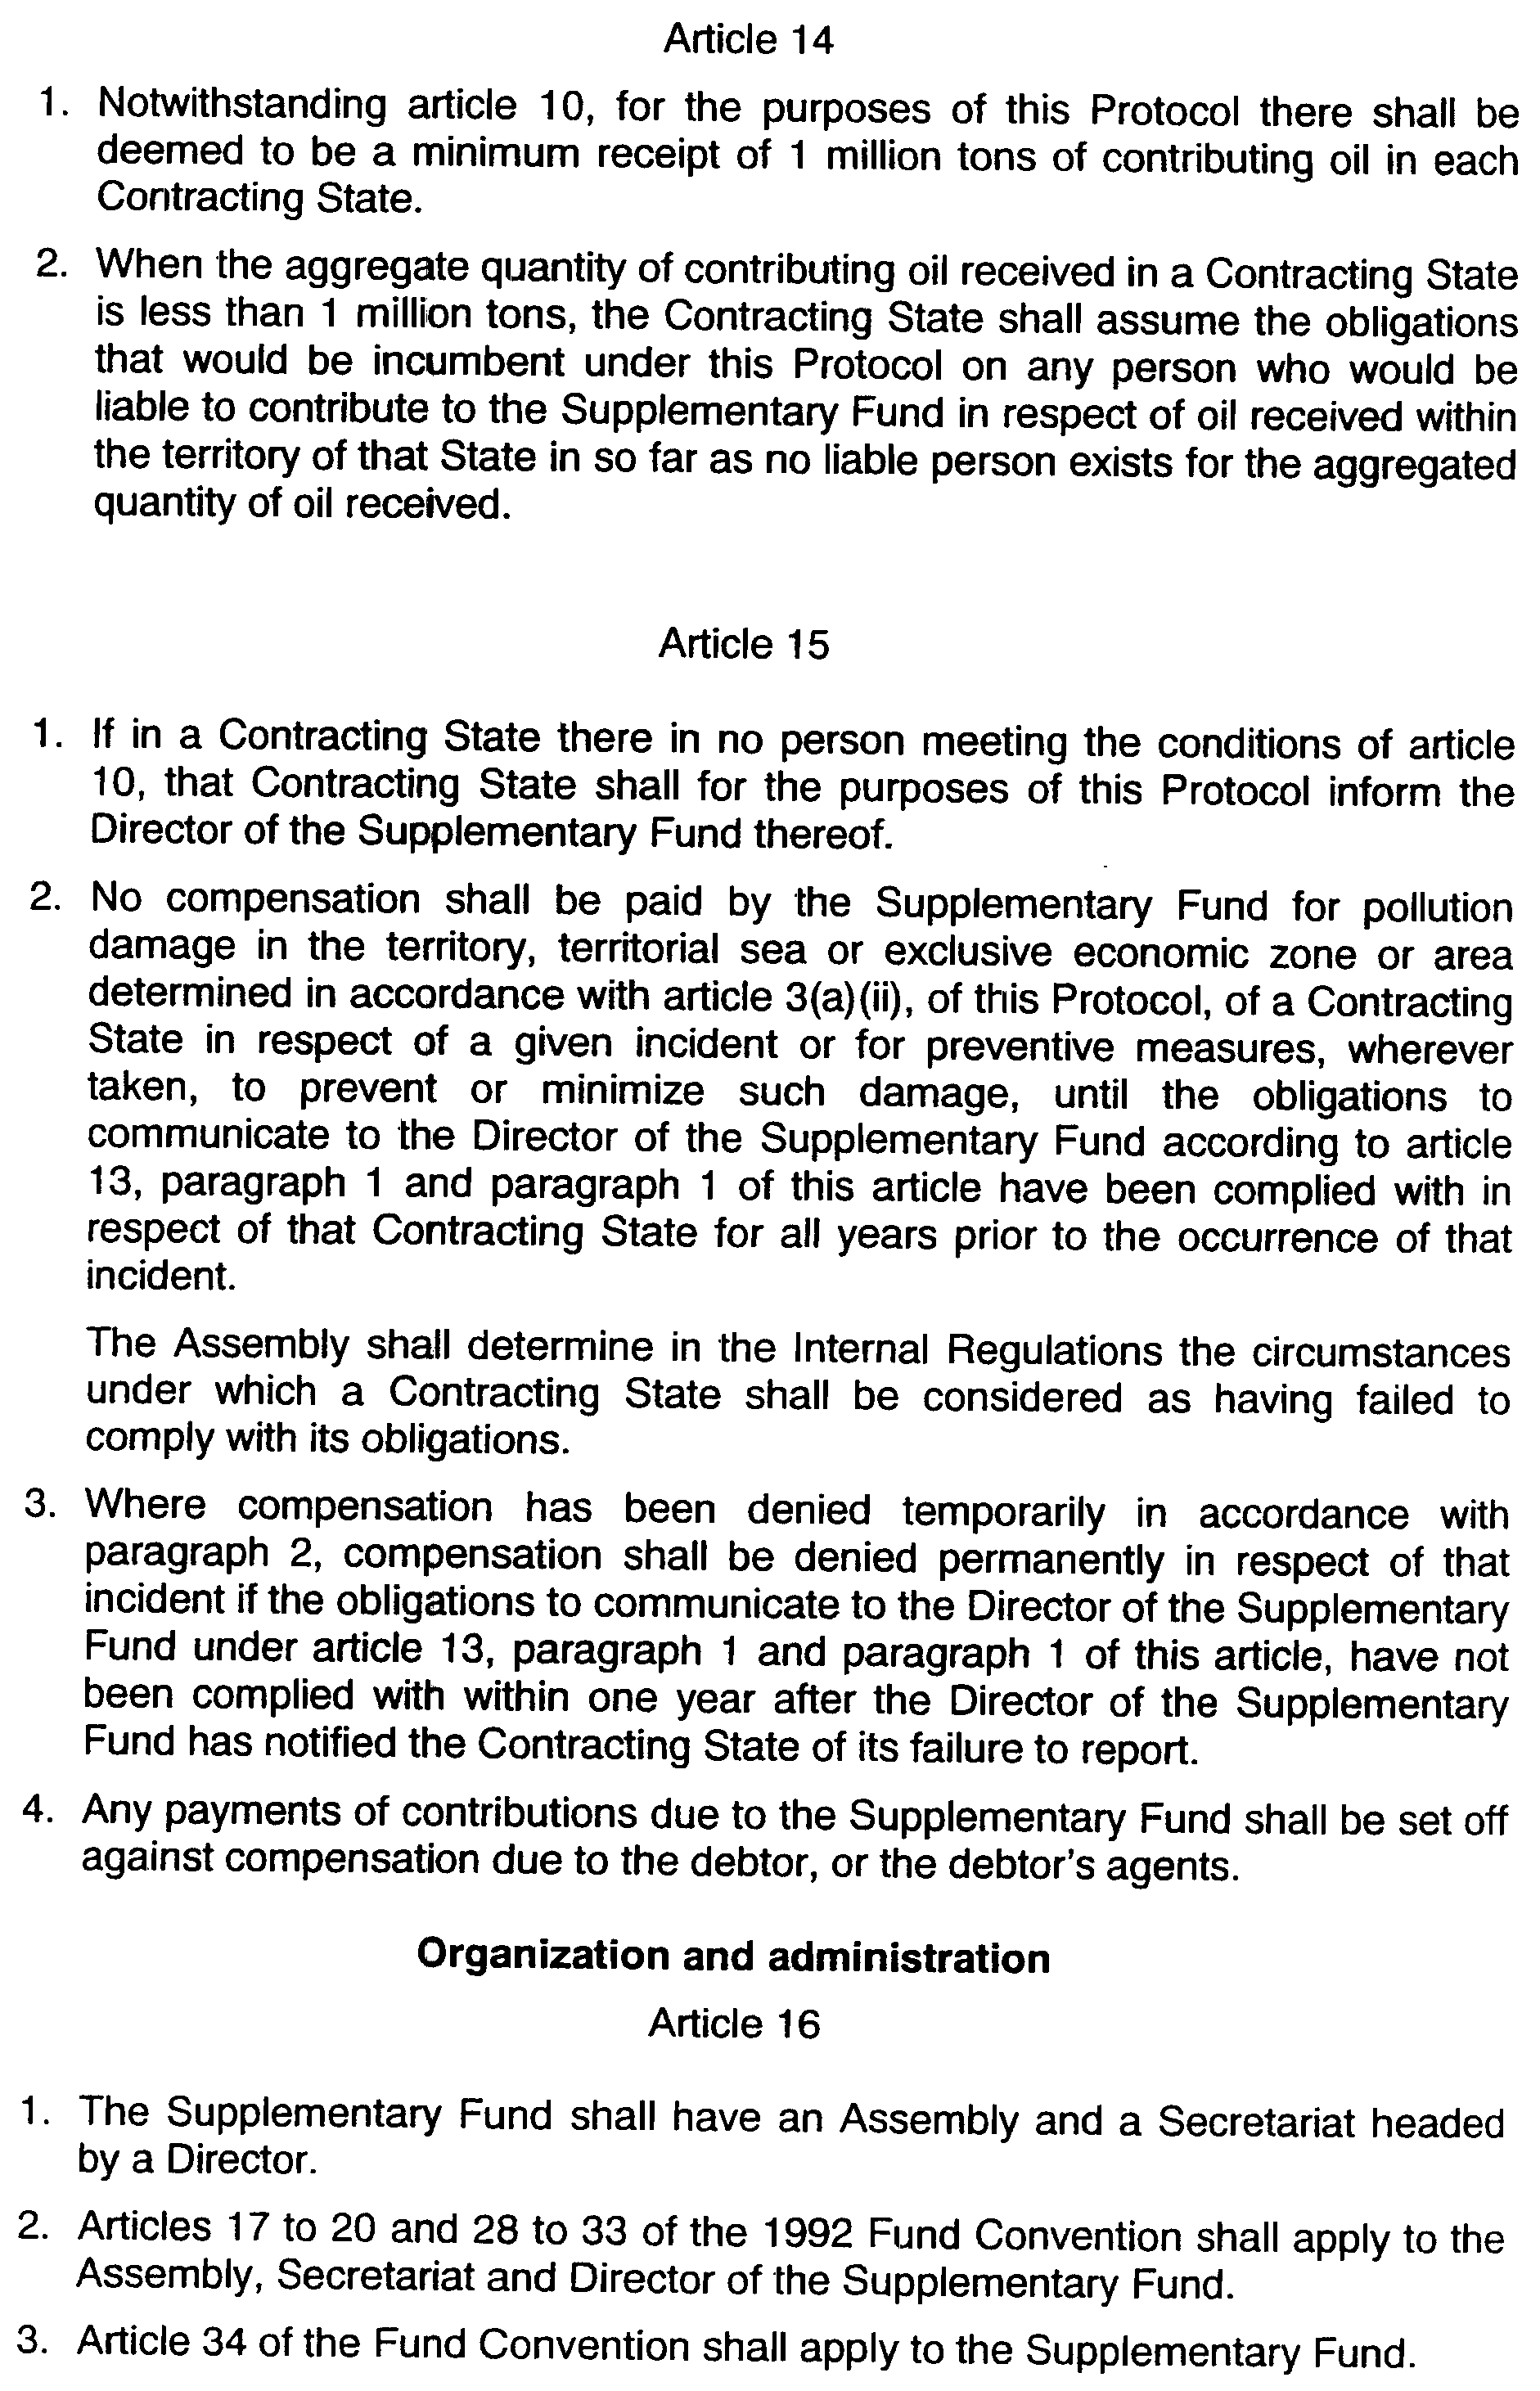 Article 14
1. Notwithstanding article 10, for the purposes of this Protocol there shall be
deemed to be a minimum receipt of 1 million tons of contributing oil in each
Contracting State.
2. When the aggregate quantity of contributing oil received in a Contracting State
is less than 1 million tons, the Contracting State shall assume the obligations
that would be incumbent under this Protocol on any person who would be
liable to contribute to the Supplementary Fund in respect of oil received within
the territory of that State in so far as no liable person exists for the aggregated
quantity of oil received.
Article 15
1. If in a Contracting State there in no person meeting the conditions of article
10, that Contracting State shall for the purposes of this Protocol inform the
Director of the Supplementary Fund thereof.
2. No compensation shall be paid by the Supplementary Fund for pollution
damage in the territory, territorial sea or exclusive economic zone or area
determined in accordance with article 3(a)(ii), of this Protocol, of a Contracting
State in respect of a given incident or for preventive measures, wherever
taken, to prevent or minimize such damage, until the obligations to
communicate to the Director of the Supplementary Fund according to article
13, paragraph 1 and paragraph 1 of this article have been complied with in
respect of that Contracting State for all years prior to the occurrence of that
incident.
The Assembly shall determine in the Internal Regulations the circumstances
under which a Contracting State shall be considered as having failed to
comply with its obligations.
3. Where compensation has been denied temporarily in accordance with
paragraph 2, compensation shall be denied permanently in respect of that
incident if the obligations to communicate to the Director of the Supplementary
Fund under article 13, paragraph 1 and paragraph 1 of this article, have not
been complied with within one year after the Director of the Supplementary
Fund has notified the Contracting State of its failure to report.
4. Any payments of contributions due to the Supplementary Fund shall be set off
against compensation due to the debtor, or the debtor's agents.
Organization and administration
Article 16
1. The Supplementary Fund shall have an Assembly and a Secretariat headed
by a Director.
2. Articles 17 to 20 and 28 to 33 of the 1992 Fund Convention shall apply to the
Assembly, Secretariat and Director of the Supplementary Fund.
3. Article 34 of the Fund Convention shall apply to the Supplementary Fund.